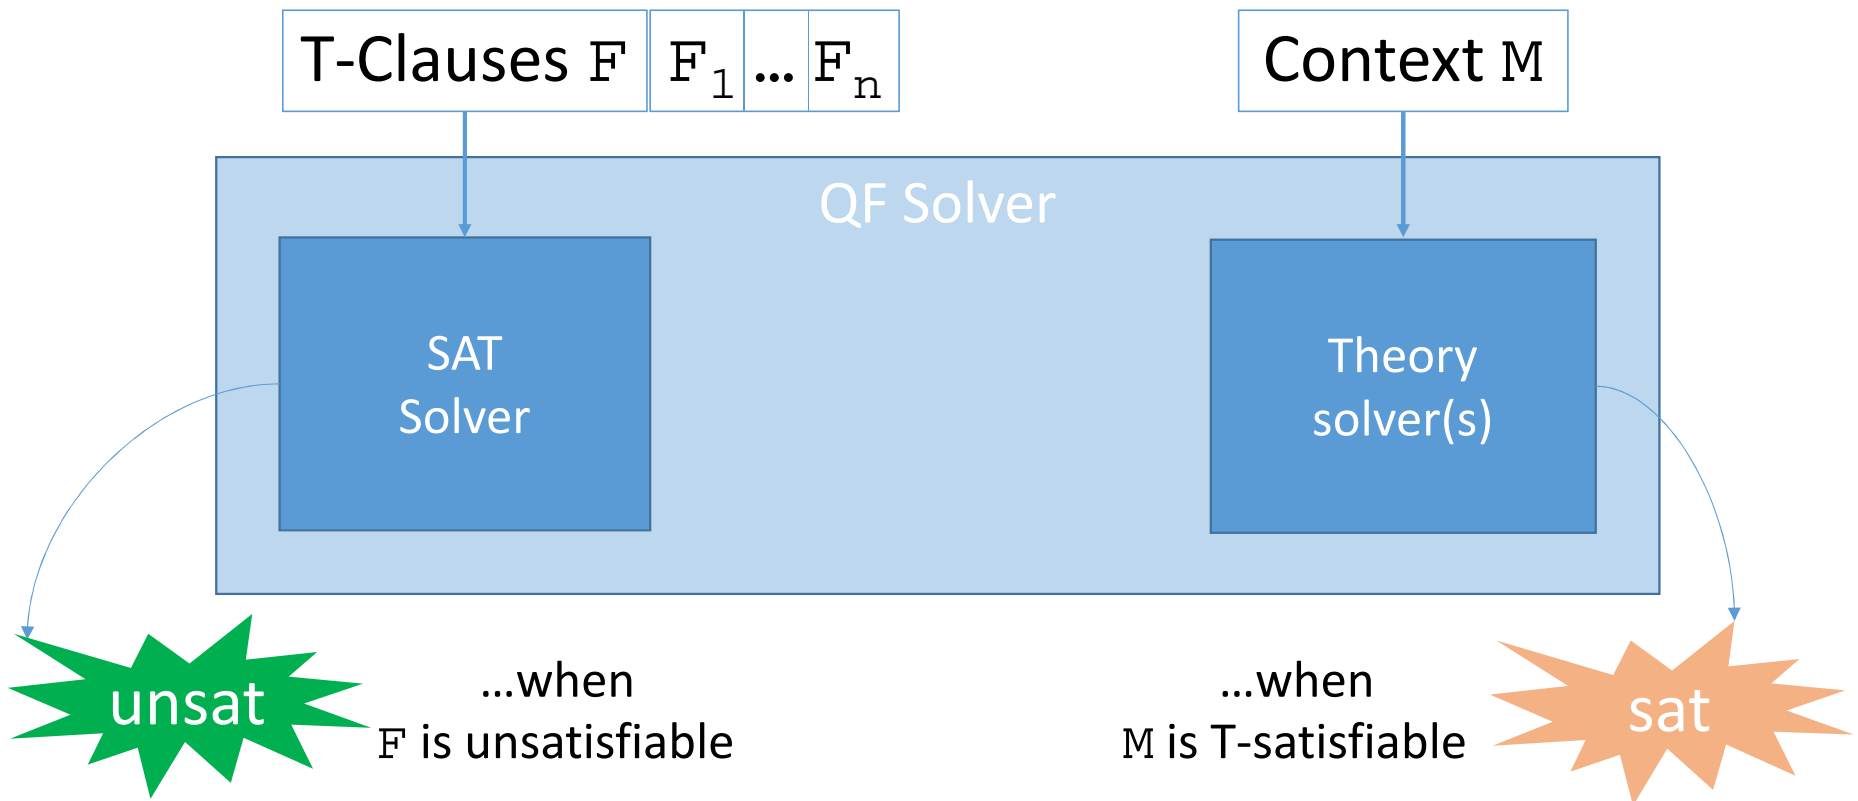 T-Clauses F F₁ … Fₙ
Context M
QF Solver
SAT
Solver
Theory
solver(s)
unsat
…when
F is unsatisfiable
…when
M is T-satisfiable
sat